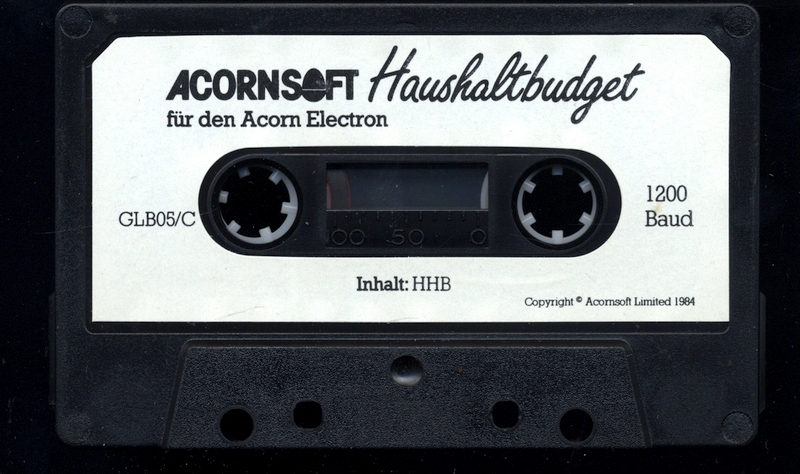 ACORNSOFT Haushaltbudget
für den Acorn Electron
GLB05/C
1200
Baud
100 50 0
Inhalt: HHB
Copyright © Acornsoft Limited 1984